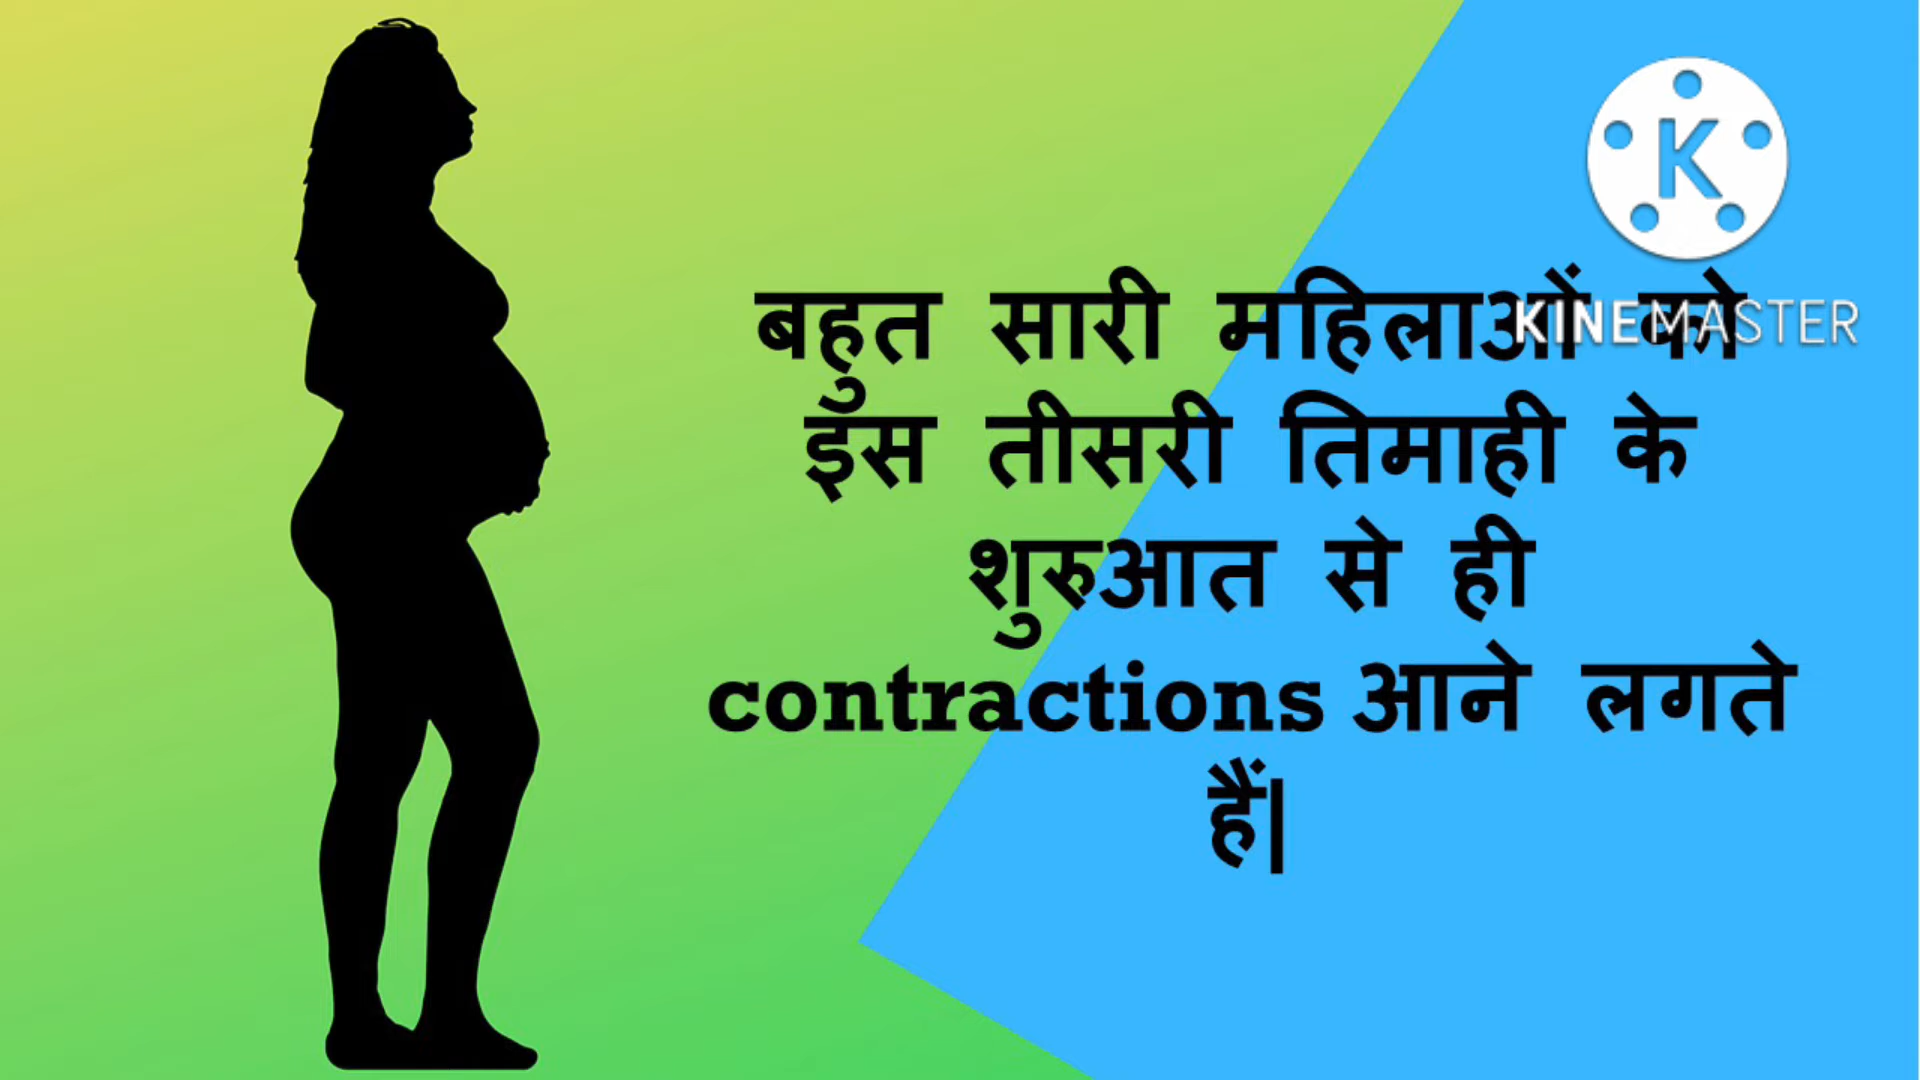 K
KINEMASTER
बहुत सारी महिलाओं को
इस तीसरी तिमाही के
शुरुआत से ही
contractions आने लगते
हैं|